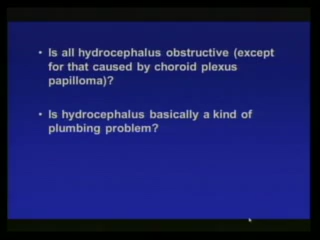 • Is all hydrocephalus obstructive (except
for that caused by choroid plexus
papilloma)?
• Is hydrocephalus basically a kind of
plumbing problem?